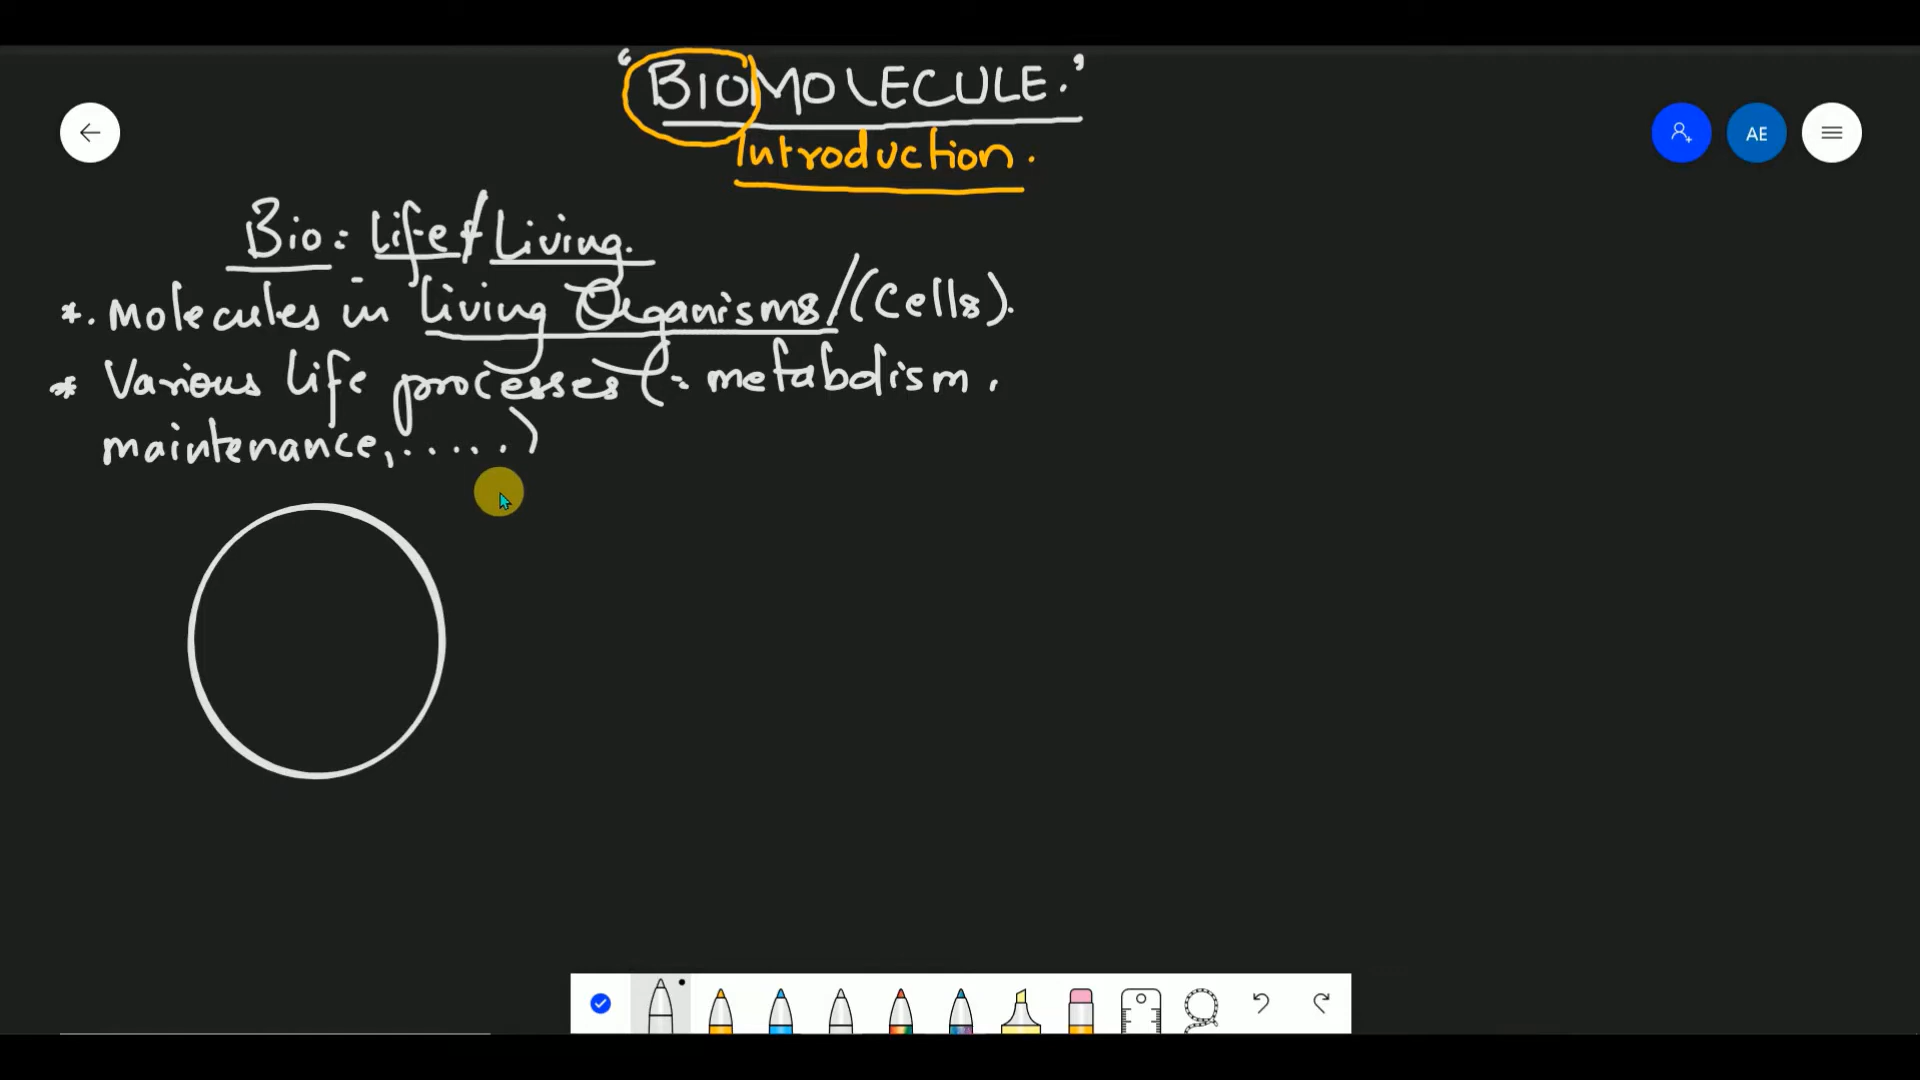 ‘BIOMOLECULE.’
Introduction.
AE
Bio: Life/Living.
*. Molecules in living Organisms/(Cells).
* Various life processes (: metabolism.
maintenance, .....)